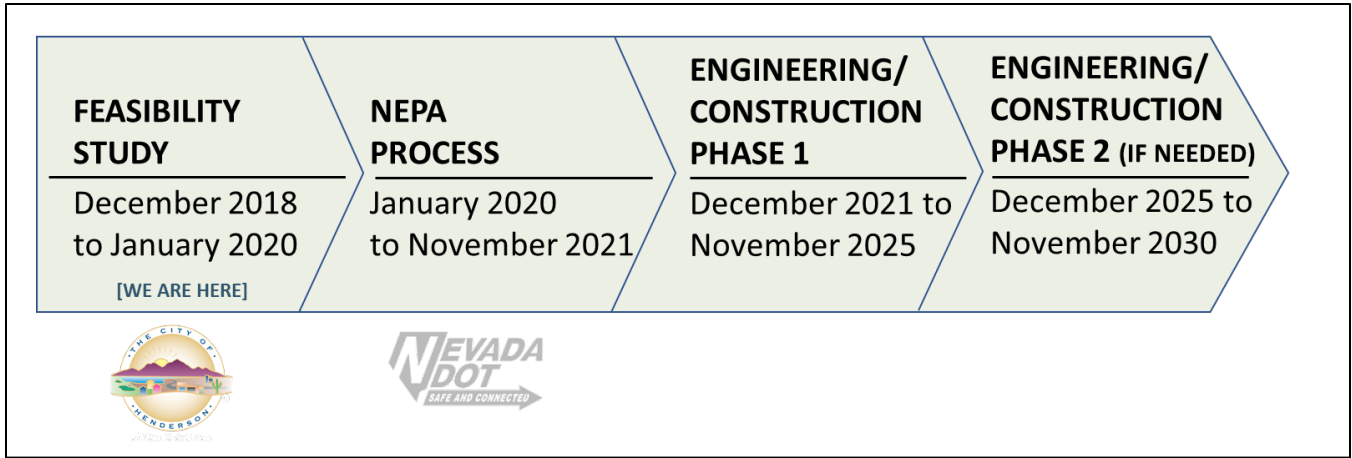 FEASIBILITY
STUDY
December 2018
to January 2020
[WE ARE HERE]
NEPA
PROCESS
January 2020
to November 2021
ENGINEERING/
CONSTRUCTION
PHASE 1
December 2021 to
November 2025
ENGINEERING/
CONSTRUCTION
PHASE 2 (IF NEEDED)
December 2025 to
November 2030
THE CITY OF
HENDERSON
NEVADA
DOT
SAFE AND CONNECTED